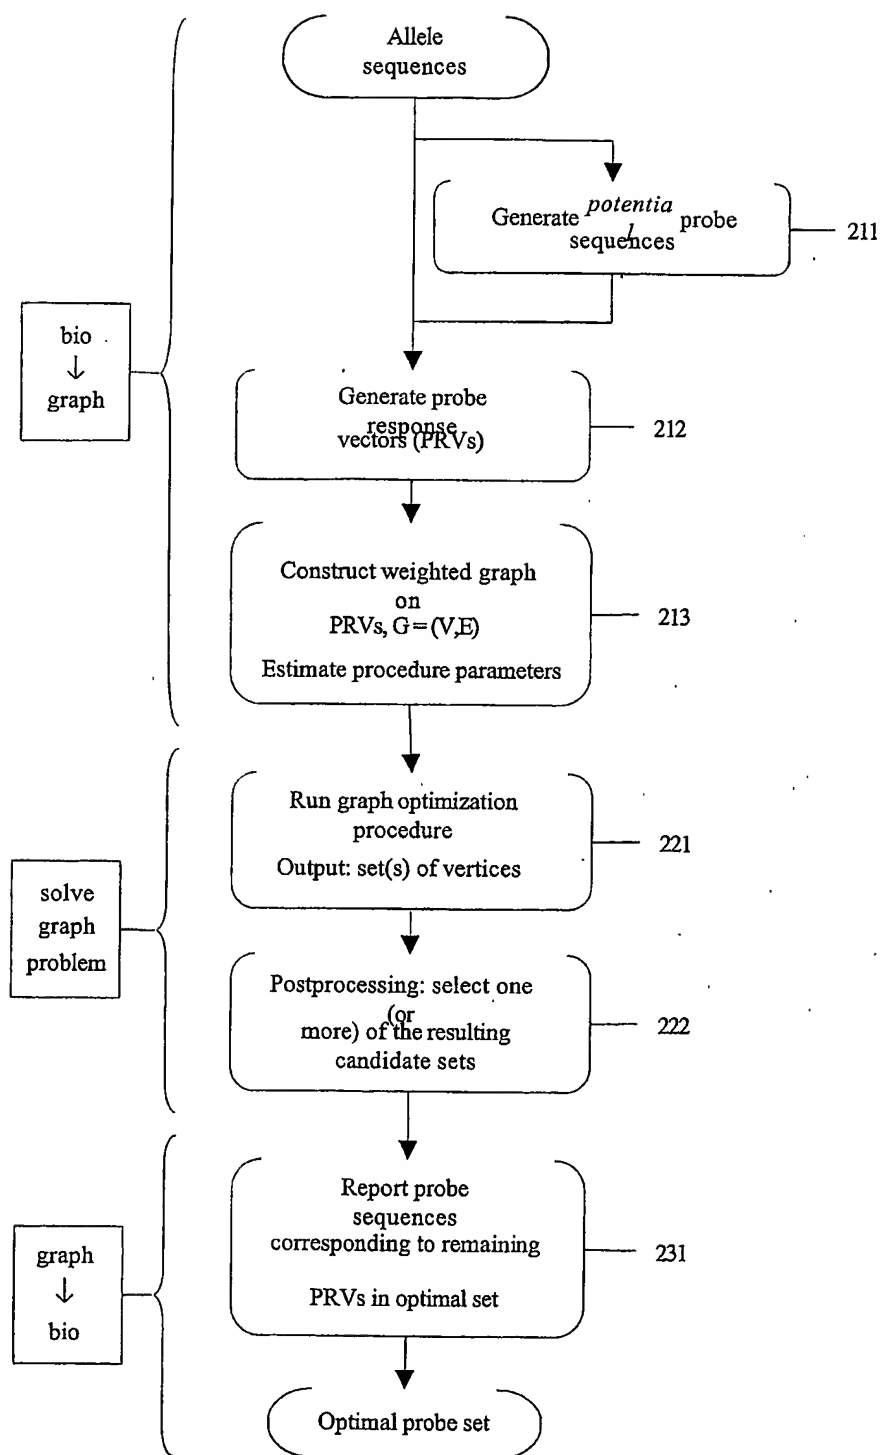 Allele
sequences
Generate potential probe
sequences
211
bio
↓
graph
Generate probe
response
vectors (PRVs)
212
Construct weighted graph
on
PRVs, G = (V,E)
Estimate procedure parameters
213
Run graph optimization
procedure
Output: set(s) of vertices
221
solve
graph
problem
Postprocessing: select one
(or
more) of the resulting
candidate sets
222
Report probe
sequences
corresponding to remaining
PRVs in optimal set
231
graph
↓
bio
Optimal probe set